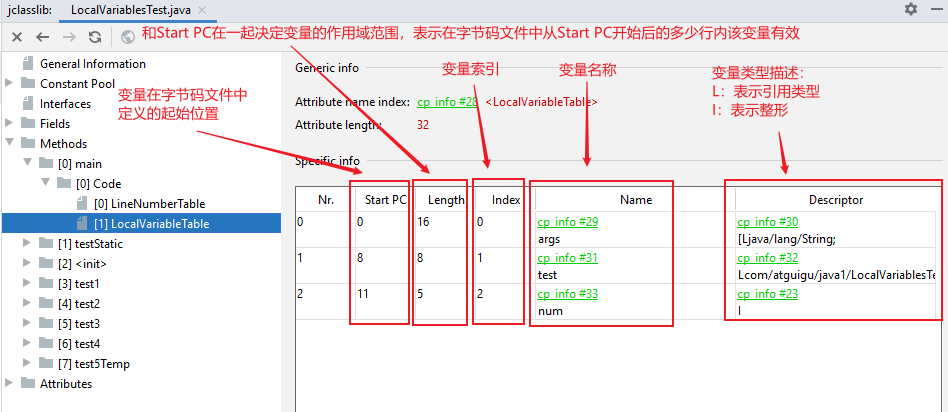 jclasslib: LocalVariablesTest.java
和Start PC在一起决定变量的作用域范围，表示在字节码文件中从Start PC开始后的多少行内该变量有效
General Information
Constant Pool
Interfaces
Fields
Methods
[0] main
[0] Code
[0] LineNumberTable
[1] LocalVariableTable
[1] testStatic
[2] <init>
[3] test1
[4] test2
[5] test3
[6] test4
[7] test5Temp
Attributes
变量在字节码文件中
定义的起始位置
Generic info
变量索引
变量名称
变量类型描述：
L：表示引用类型
I：表示整形
Attribute name index: cp_info #28 <LocalVariableTable>
Attribute length: 32
Specific info
Nr. Start PC Length Index Name Descriptor
0 0 16 0 cp_info #29 cp_info #30
args [Ljava/lang/String;
1 8 8 1 cp_info #31 cp_info #32
test Lcom/atguigu/java1/LocalVariablesTe
2 11 5 2 cp_info #33 cp_info #23
num I